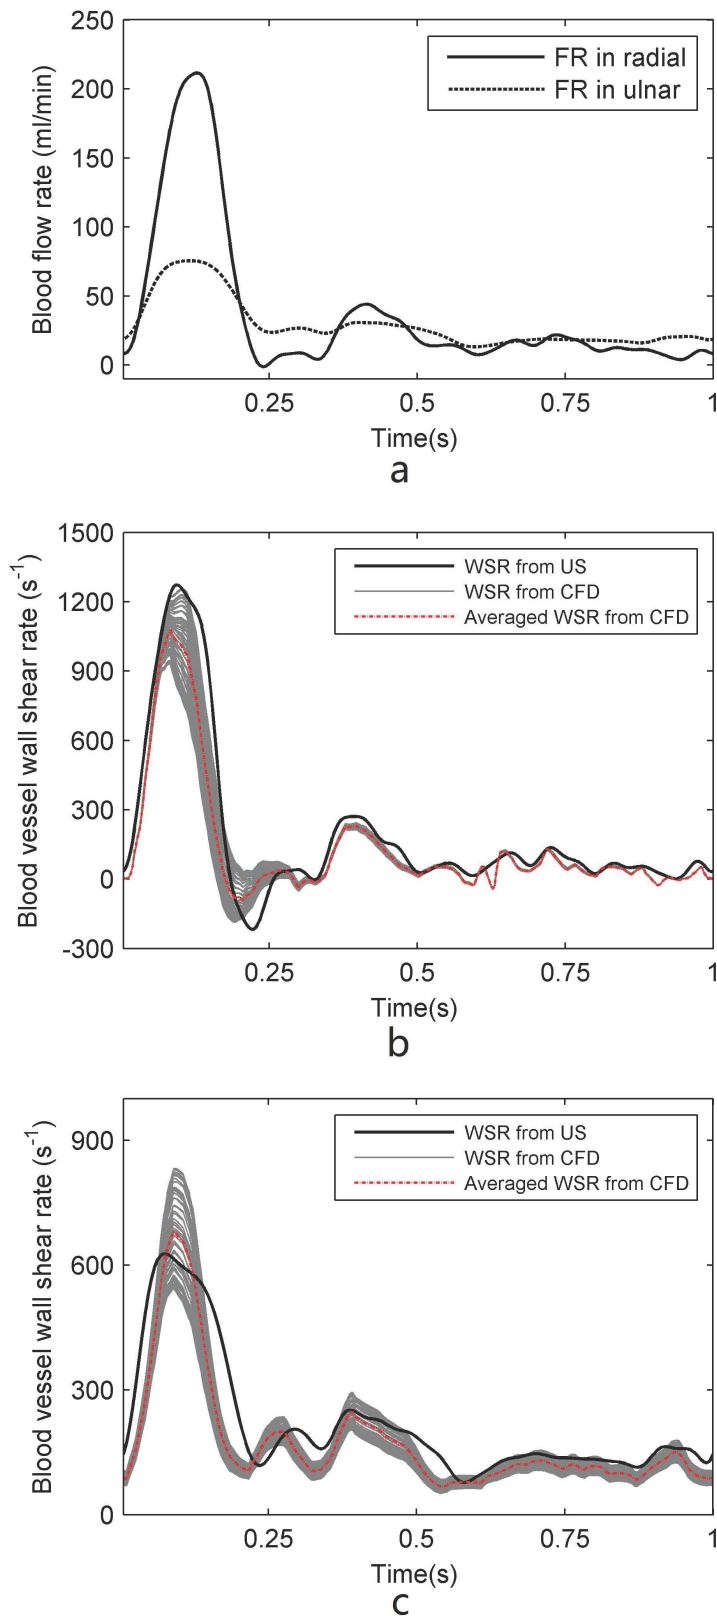 250
200
150
100
50
0
Blood flow rate (ml/min)
FR in radial
FR in ulnar
0.25
0.5
0.75
1
Time(s)
a
1500
1200
900
600
300
0
-300
Blood vessel wall shear rate (s⁻¹)
WSR from US
WSR from CFD
Averaged WSR from CFD
0.25
0.5
0.75
1
Time(s)
b
900
600
300
0
Blood vessel wall shear rate (s⁻¹)
WSR from US
WSR from CFD
Averaged WSR from CFD
0.25
0.5
0.75
1
Time(s)
c